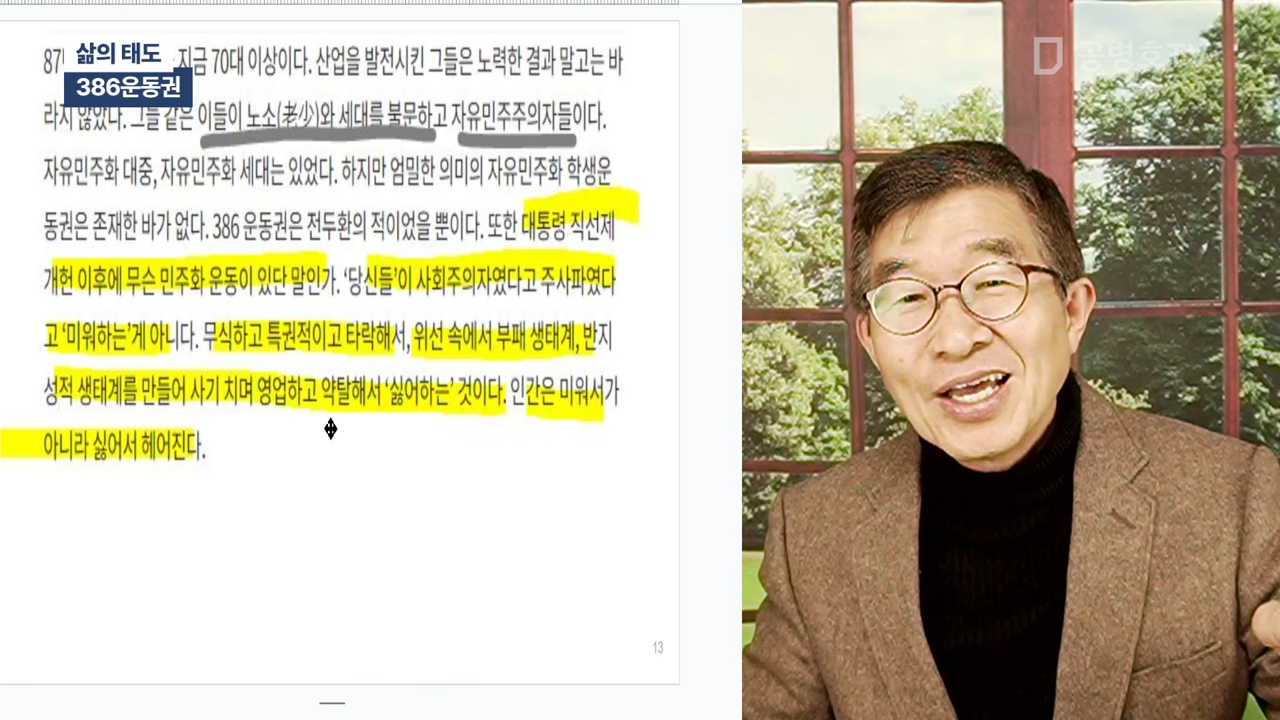 삶의 태도
386운동권
지금 70대 이상이다. 산업을 발전시킨 그들은 노력한 결과 말고는 바
라지 않았다. 그들 같은 이들이 노소(老少)와 세대를 불문하고 자유민주주의자들이다.
자유민주화 대중, 자유민주화 세대는 있었다. 하지만 엄밀한 의미의 자유민주화 학생운
동권은 존재한 바가 없다. 386 운동권은 전두환의 적이었을 뿐이다. 또한 대통령 직선제
개헌 이후에 무슨 민주화 운동이 있단 말인가. ‘당신들’이 사회주의자였다고 주사파였다
고 ‘미워하는’게 아니다. 무식하고 특권적이고 타락해서, 위선 속에서 부패 생태계, 반지
성적 생태계를 만들어 사기 치며 영업하고 약탈해서 ‘싫어하는’ 것이다. 인간은 미워서가
아니라 싫어서 헤어진다.
13
공병호